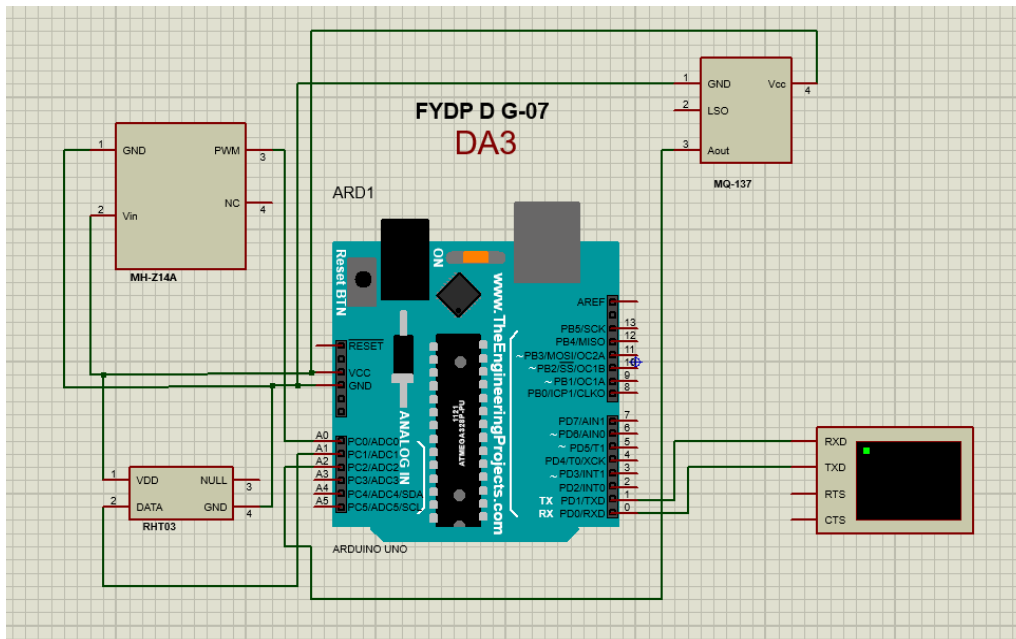 FYDP D G-07
DA3
1 GND
PWM 3
NC 4
2 Vin
MH-Z14A
1 GND
Vcc 4
2 LSO
3 Aout
MQ-137
ARD1
Reset BTN
ON
www.TheEngineeringProjects.com
RESET
VCC
GND
ANALOG IN
A0 PC0/ADC0
A1 PC1/ADC1
A2 PC2/ADC2
A3 PC3/ADC3
A4 PC4/ADC4/SDA
A5 PC5/ADC5/SCL
ATMEGA328P-PU
1121
AREF
PB5/SCK 13
PB4/MISO 12
~PB3/MOSI/OC2A 11
~PB2/SS/OC1B 10
~PB1/OC1A 9
PB0/ICP1/CLKO 8
PD7/AIN1 7
~PD6/AIN0 6
~PD5/T1 5
PD4/T0/XCK 4
~PD3/INT1 3
PD2/INT0 2
TX PD1/TXD 1
RX PD0/RXD 0
ARDUINO UNO
1 VDD
NULL 3
2 DATA
GND 4
RHT03
RXD
TXD
RTS
CTS